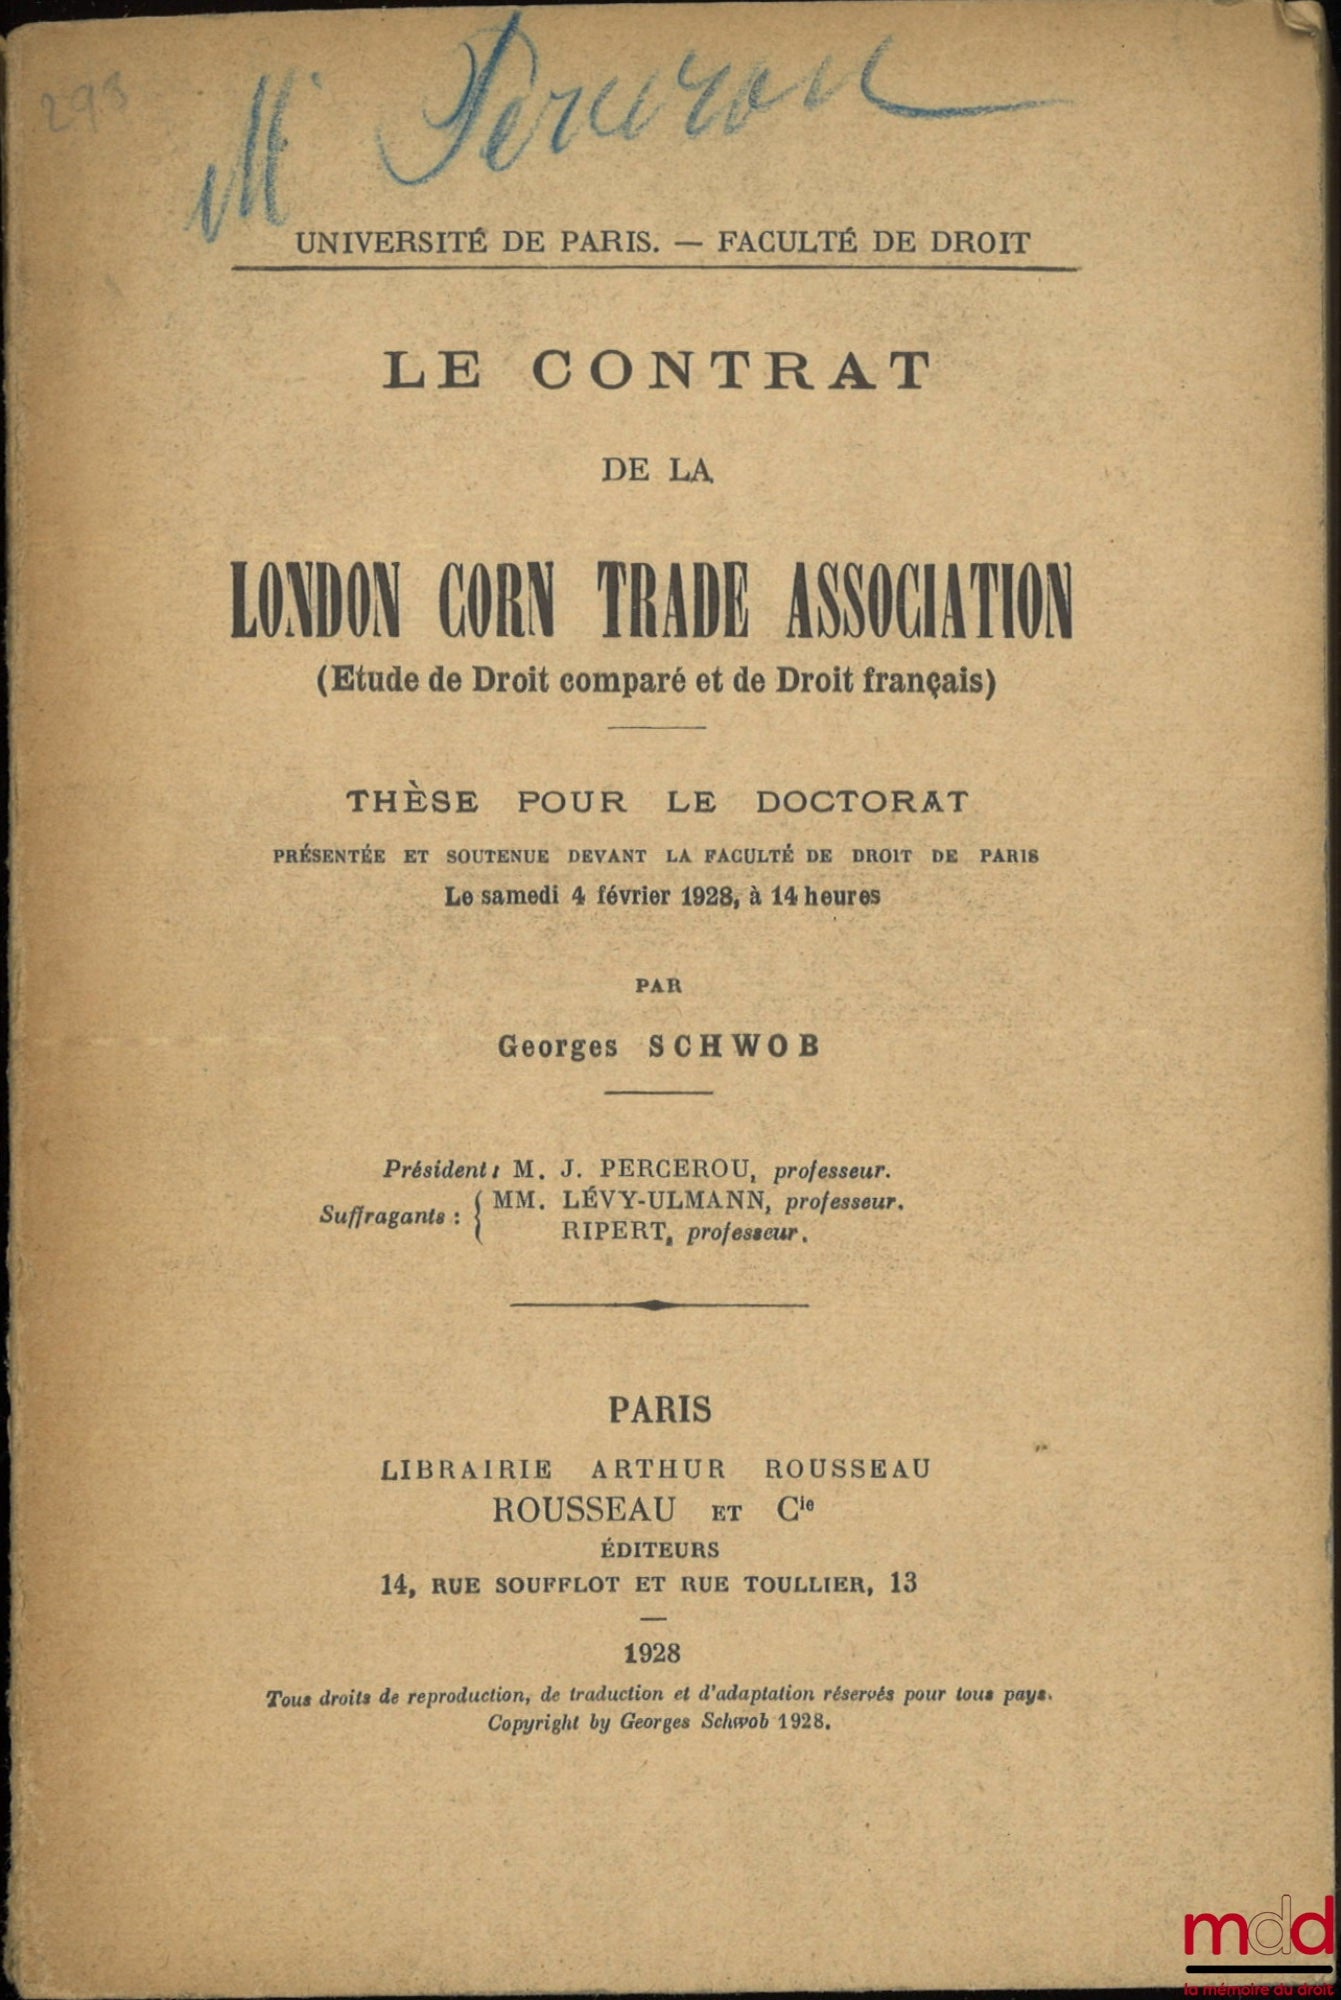 293
M Perceron
UNIVERSITÉ DE PARIS. — FACULTÉ DE DROIT
LE CONTRAT
DE LA
LONDON CORN TRADE ASSOCIATION
(Etude de Droit comparé et de Droit français)
THÈSE POUR LE DOCTORAT
PRÉSENTÉE ET SOUTENUE DEVANT LA FACULTÉ DE DROIT DE PARIS
Le samedi 4 février 1928, à 14 heures
PAR
Georges SCHWOB
Président : M. J. PERCEROU, professeur.
Suffragants : { MM. LÉVY-ULMANN, professeur.
RIPERT, professeur.
PARIS
LIBRAIRIE ARTHUR ROUSSEAU
ROUSSEAU ET Cie
ÉDITEURS
14, RUE SOUFFLOT ET RUE TOULLIER, 13
1928
Tous droits de reproduction, de traduction et d'adaptation réservés pour tous pays.
Copyright by Georges Schwob 1928.
mdd
la mémoire du droit